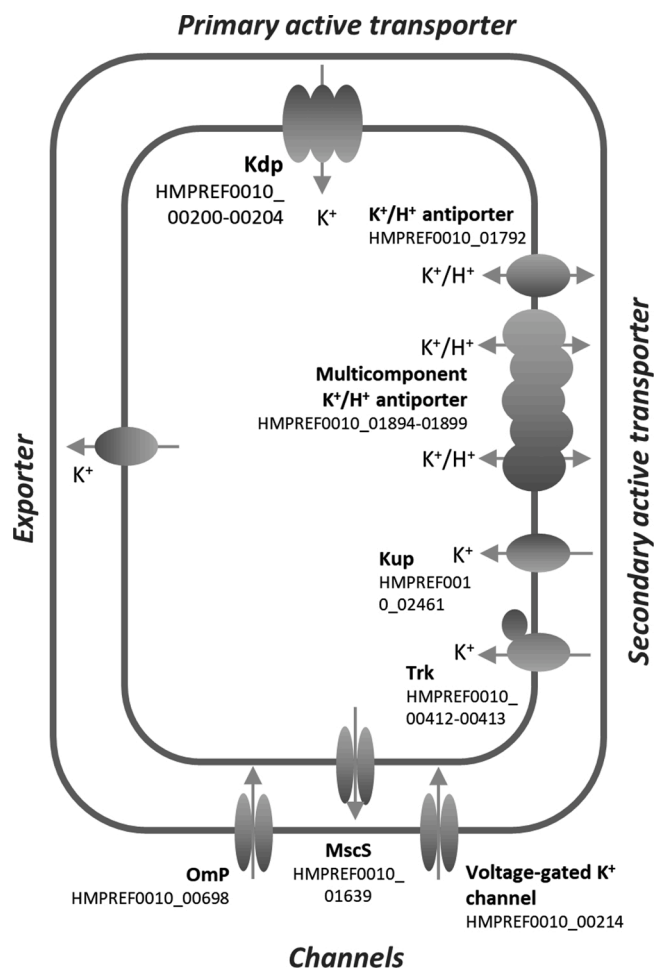 Primary active transporter
Kdp
HMPREF0010_
00200-00204
K⁺
K⁺/H⁺ antiporter
HMPREF0010_01792
K⁺/H⁺
K⁺/H⁺
Multicomponent
K⁺/H⁺ antiporter
HMPREF0010_01894-01899
K⁺/H⁺
Secondary active transporter
Exporter
K⁺
Kup
HMPREF001
0_02461
K⁺
Trk
HMPREF0010_
00412-00413
K⁺
OmP
HMPREF0010_00698
MscS
HMPREF0010_
01639
Voltage-gated K⁺
channel
HMPREF0010_00214
Channels